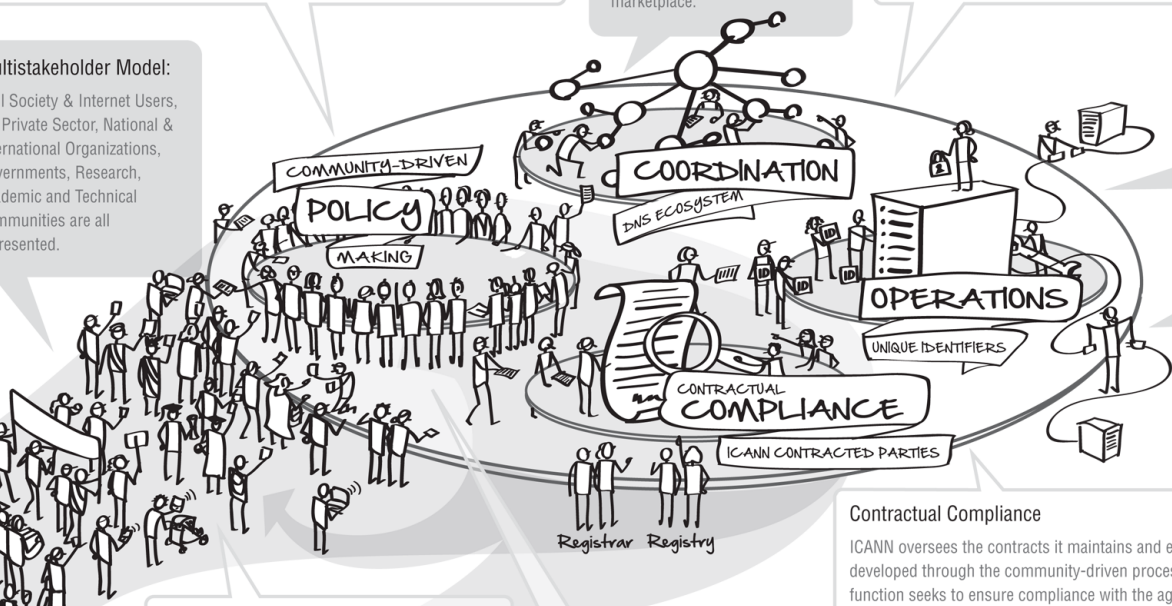 marketplace.
ultistakeholder Model:
l Society & Internet Users,
Private Sector, National &
ernational Organizations,
vernments, Research,
ademic and Technical
mmunities are all
presented.
COMMUNITY-DRIVEN
POLICY
MAKING
COORDINATION
DNS ECOSYSTEM
ID
ID
ID
ID
OPERATIONS
UNIQUE IDENTIFIERS
CONTRACTUAL
COMPLIANCE
ICANN CONTRACTED PARTIES
Registrar Registry
Contractual Compliance
ICANN oversees the contracts it maintains and e
developed through the community-driven proces
function seeks to ensure compliance with the ag